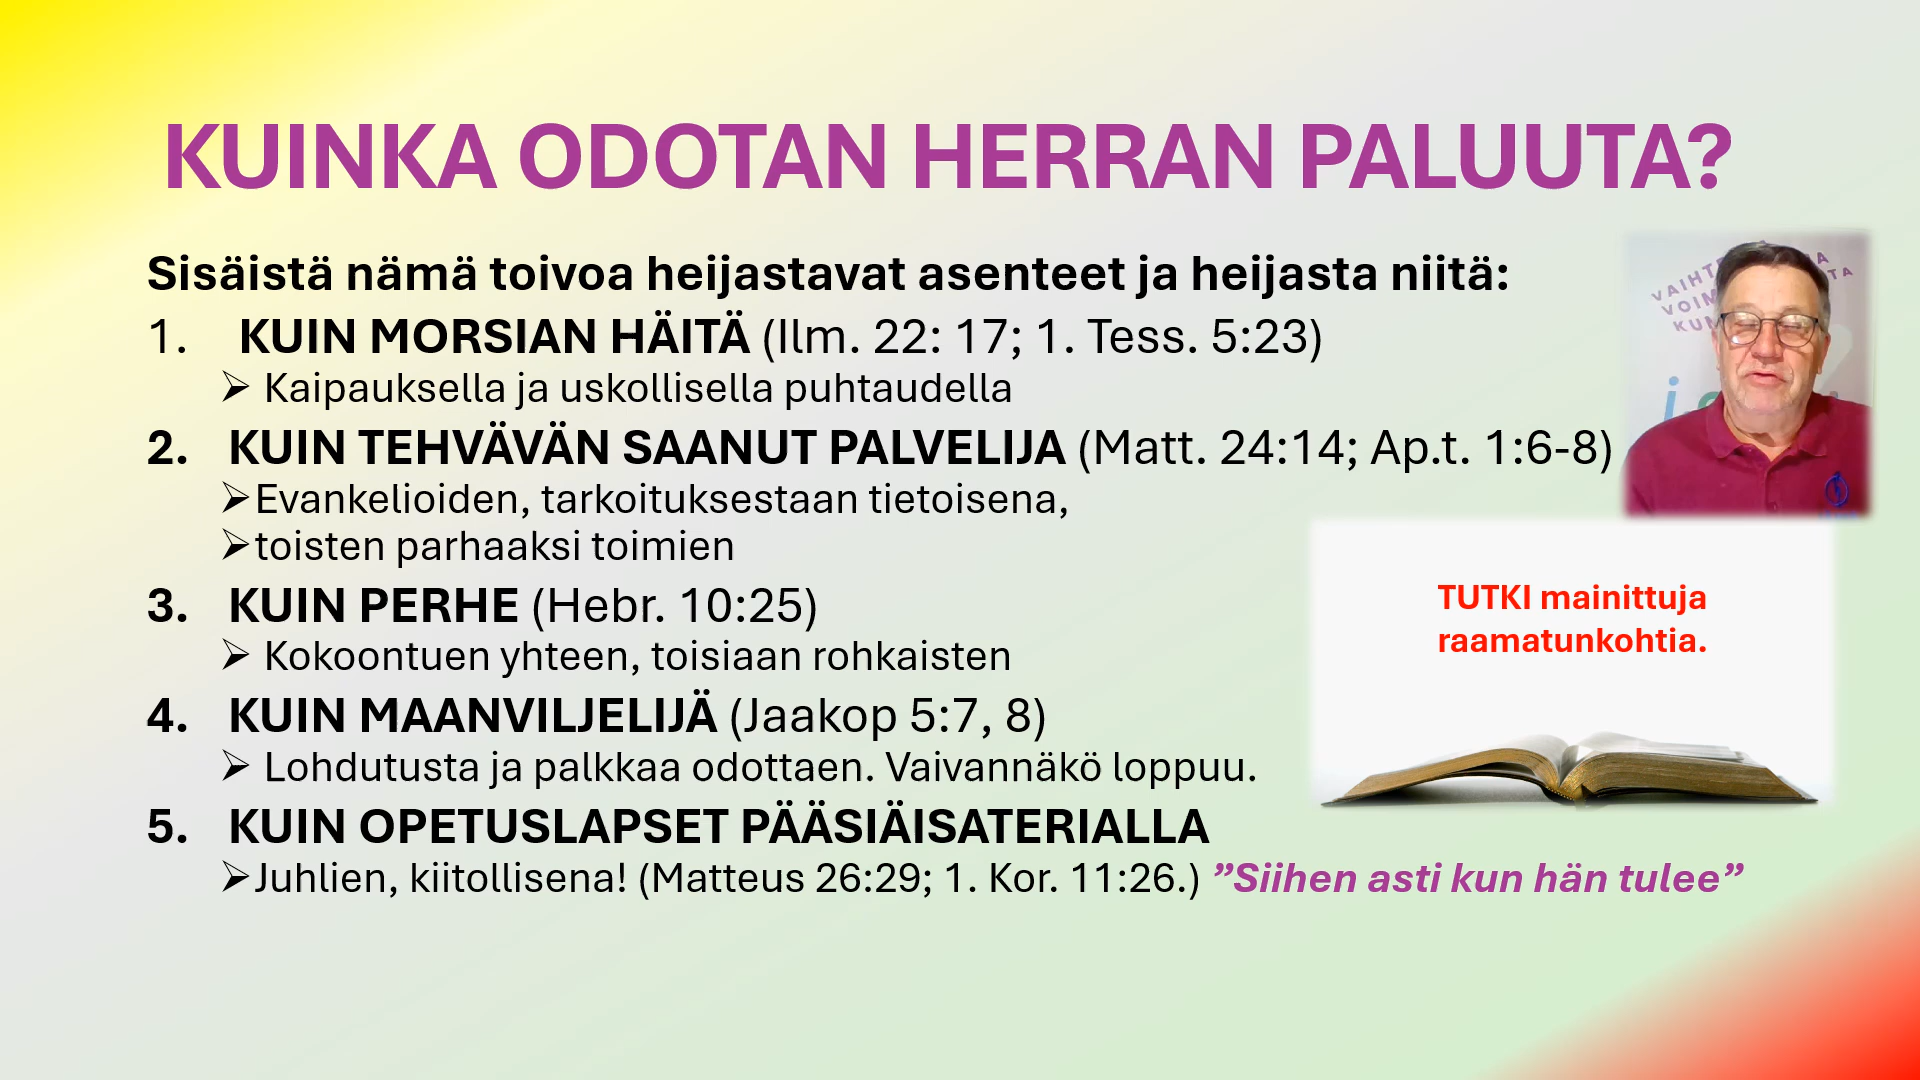 KUINKA ODOTAN HERRAN PALUUTA?
Sisäistä nämä toivoa heijastavat asenteet ja heijasta niitä:
1. KUIN MORSIAN HÄITÄ (Ilm. 22: 17; 1. Tess. 5:23)
➢ Kaipauksella ja uskollisella puhtaudella
2. KUIN TEHVÄVÄN SAANUT PALVELIJA (Matt. 24:14; Ap.t. 1:6-8)
➢Evankelioiden, tarkoituksestaan tietoisena,
➢toisten parhaaksi toimien
3. KUIN PERHE (Hebr. 10:25)
➢ Kokoontuen yhteen, toisiaan rohkaisten
4. KUIN MAANVILJELIJÄ (Jaakop 5:7, 8)
➢ Lohdutusta ja palkkaa odottaen. Vaivannäkö loppuu.
5. KUIN OPETUSLAPSET PÄÄSIÄISATERIALLA
➢Juhlien, kiitollisena! (Matteus 26:29; 1. Kor. 11:26.) ”Siihen asti kun hän tulee”
TUTKI mainittuja
raamatunkohtia.